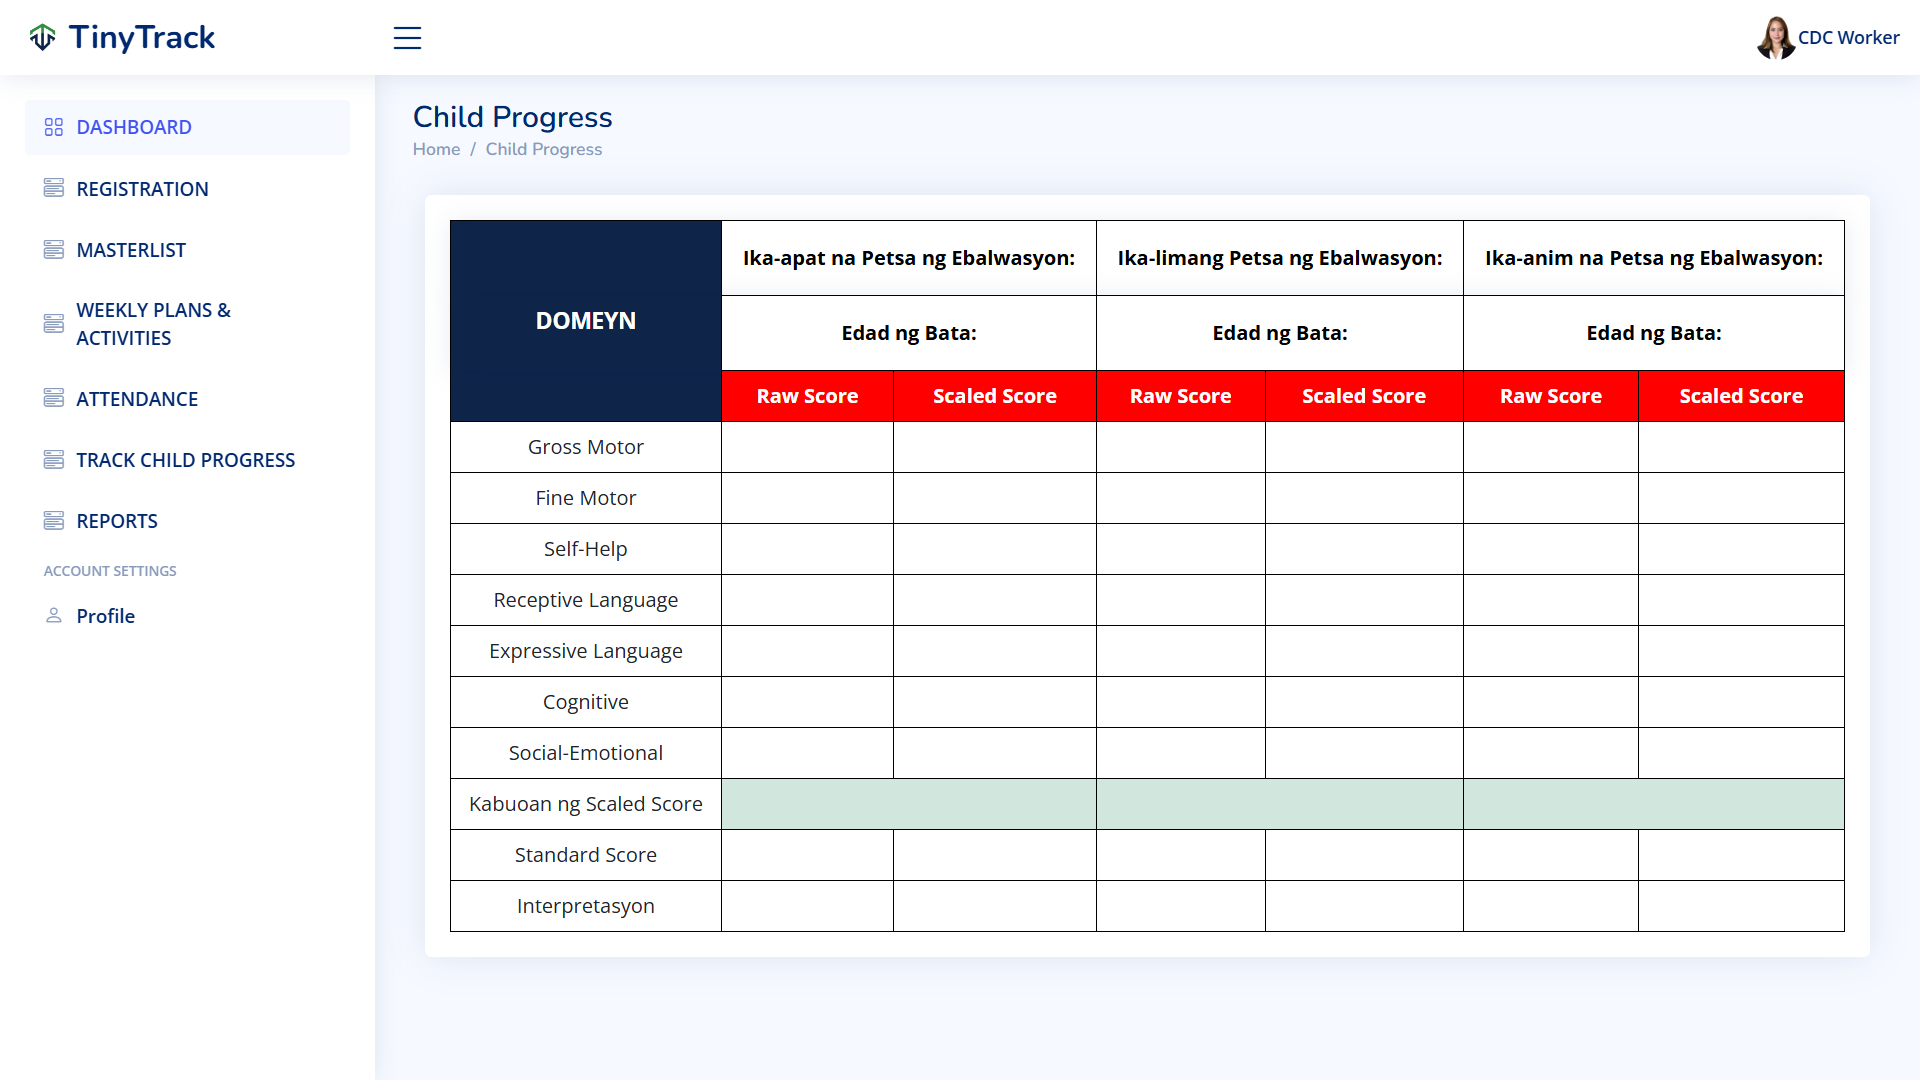 TinyTrack
CDC Worker
DASHBOARD
REGISTRATION
MASTERLIST
WEEKLY PLANS &
ACTIVITIES
ATTENDANCE
TRACK CHILD PROGRESS
REPORTS
ACCOUNT SETTINGS
Profile
Child Progress
Home / Child Progress
DOMEYN
Ika-apat na Petsa ng Ebalwasyon:
Ika-limang Petsa ng Ebalwasyon:
Ika-anim na Petsa ng Ebalwasyon:
Edad ng Bata:
Edad ng Bata:
Edad ng Bata:
Raw Score
Scaled Score
Raw Score
Scaled Score
Raw Score
Scaled Score
Gross Motor
Fine Motor
Self-Help
Receptive Language
Expressive Language
Cognitive
Social-Emotional
Kabuoan ng Scaled Score
Standard Score
Interpretasyon